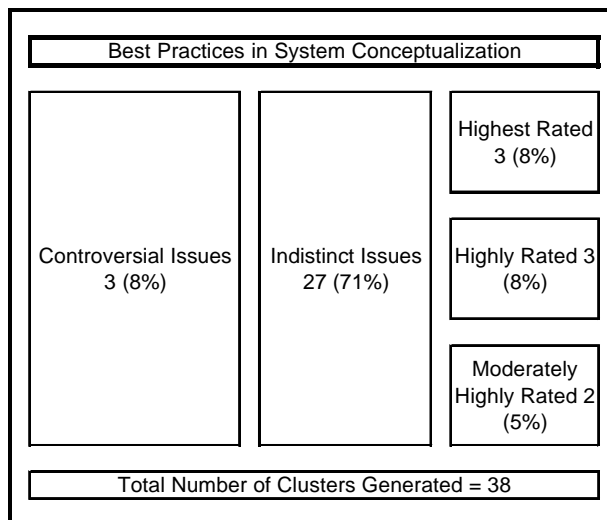 Best Practices in System Conceptualization
Controversial Issues
3 (8%)
Indistinct Issues
27 (71%)
Highest Rated
3 (8%)
Highly Rated 3
(8%)
Moderately
Highly Rated 2
(5%)
Total Number of Clusters Generated = 38